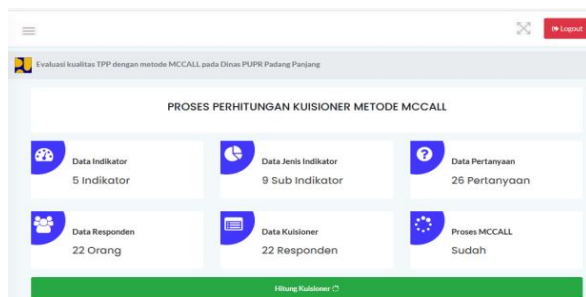 Logout
Evaluasi kualitas TPP dengan metode MCCALL pada Dinas PUPR Padang Panjang
PROSES PERHITUNGAN KUISIONER METODE MCCALL
Data Indikator
5 Indikator
Data Jenis Indikator
9 Sub Indikator
Data Pertanyaan
26 Pertanyaan
Data Responden
22 Orang
Data Kuisioner
22 Responden
Proses MCCALL
Sudah
Hitung Kuisioner